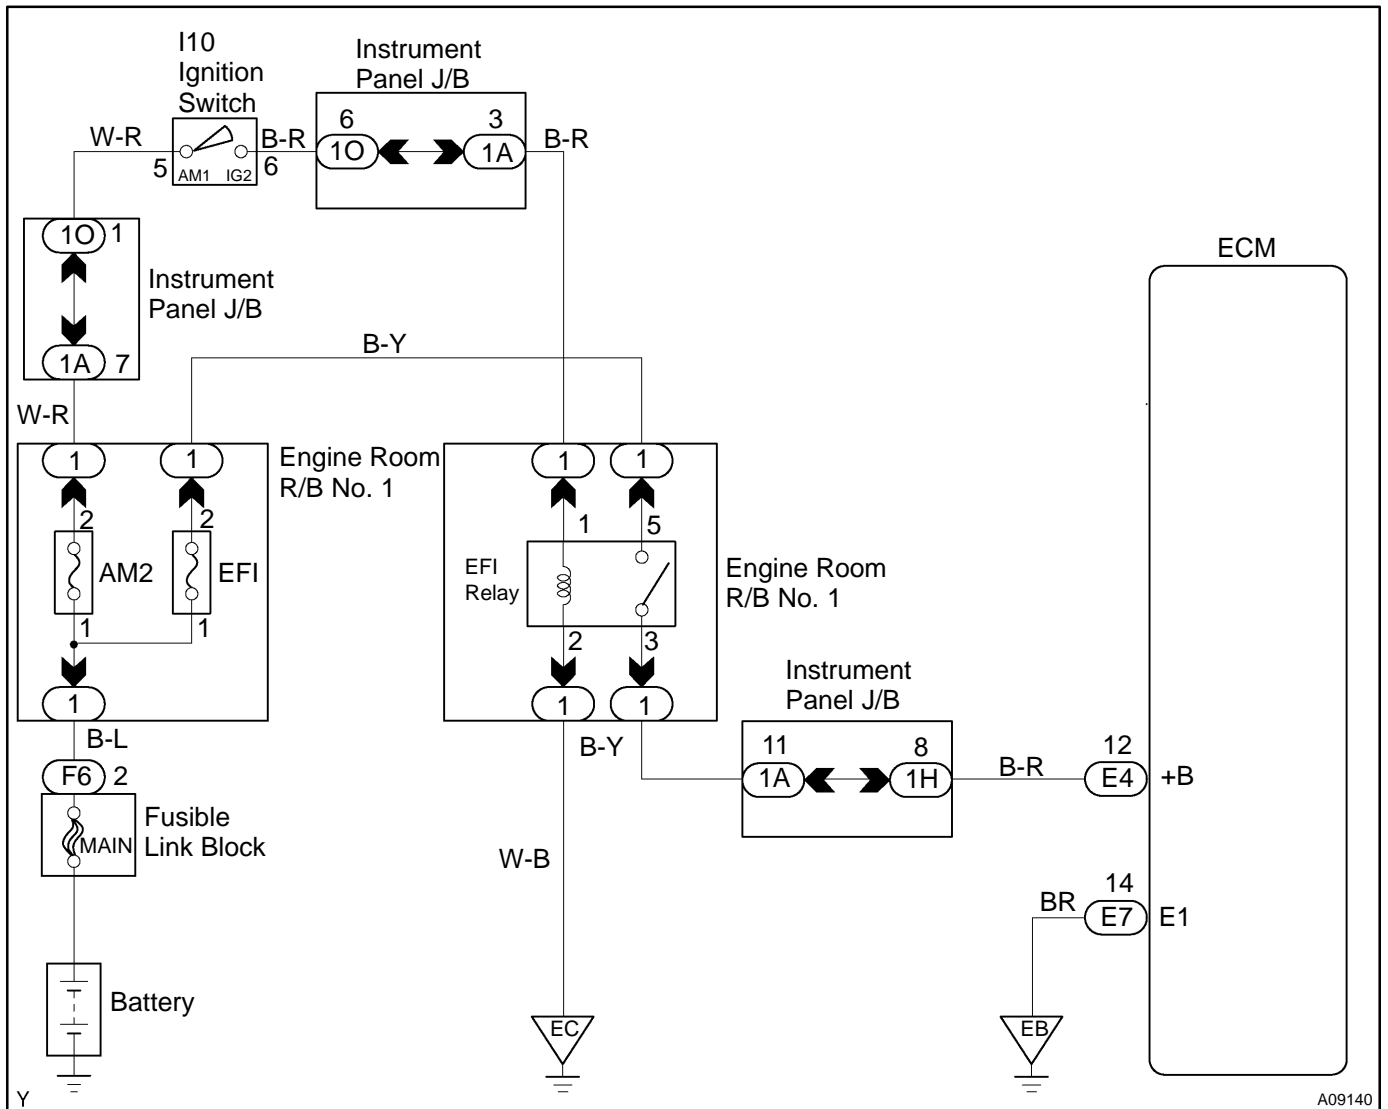 I10
Ignition
Switch
Instrument
Panel J/B
W-R
B-R
6
3
B-R
1O
1A
5
AM1
IG2
6
1O
1
Instrument
Panel J/B
1A
7
ECM
B-Y
W-R
1
1
Engine Room
R/B No. 1
1
1
2
2
1
5
AM2
EFI
EFI
Relay
Engine Room
R/B No. 1
1
1
2
3
1
1
1
Instrument
Panel J/B
B-L
B-Y
11
8
12
F6
2
1A
1H
B-R
E4
+B
MAIN
Fusible
Link Block
W-B
14
BR
E7
E1
Battery
EC
EB
Y
A09140